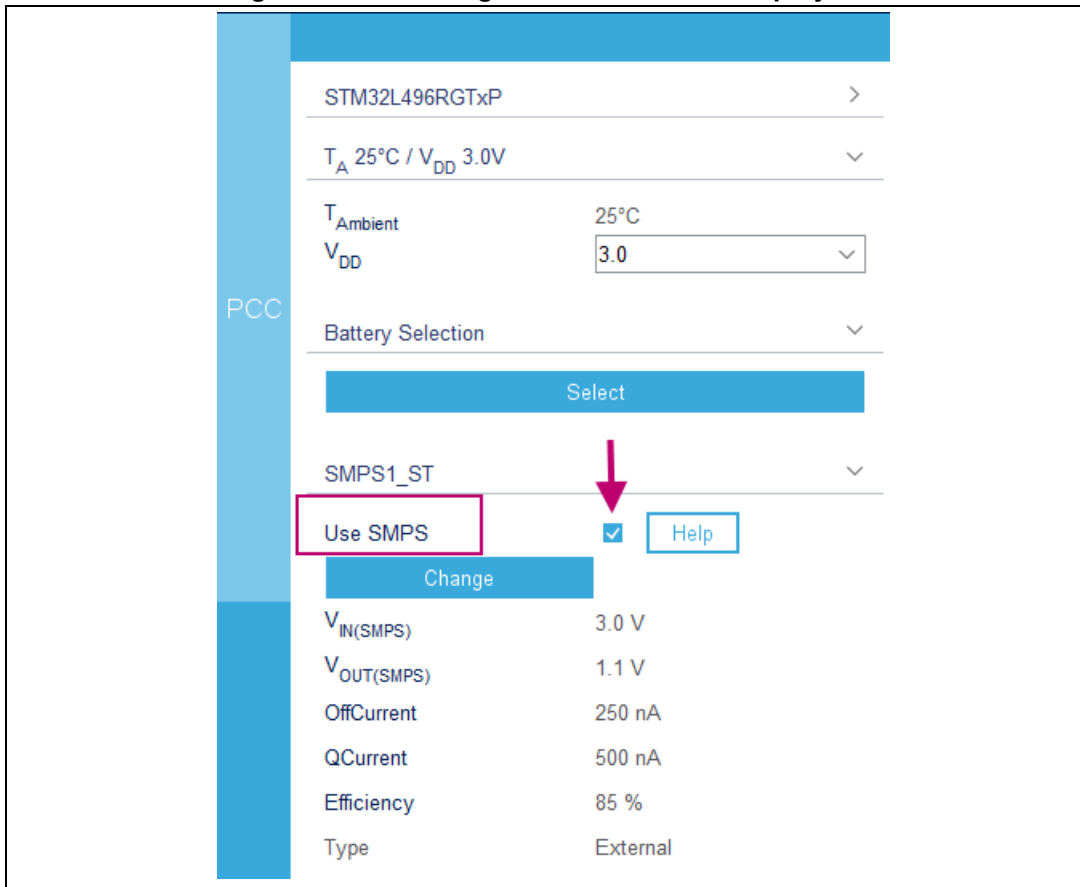 STM32L496RGTxP
TA 25°C / VDD 3.0V
TAmbient 25°C
VDD 3.0
PCC
Battery Selection
Select
SMPS1_ST
Use SMPS Help
Change
VIN(SMPS) 3.0 V
VOUT(SMPS) 1.1 V
OffCurrent 250 nA
QCurrent 500 nA
Efficiency 85 %
Type External